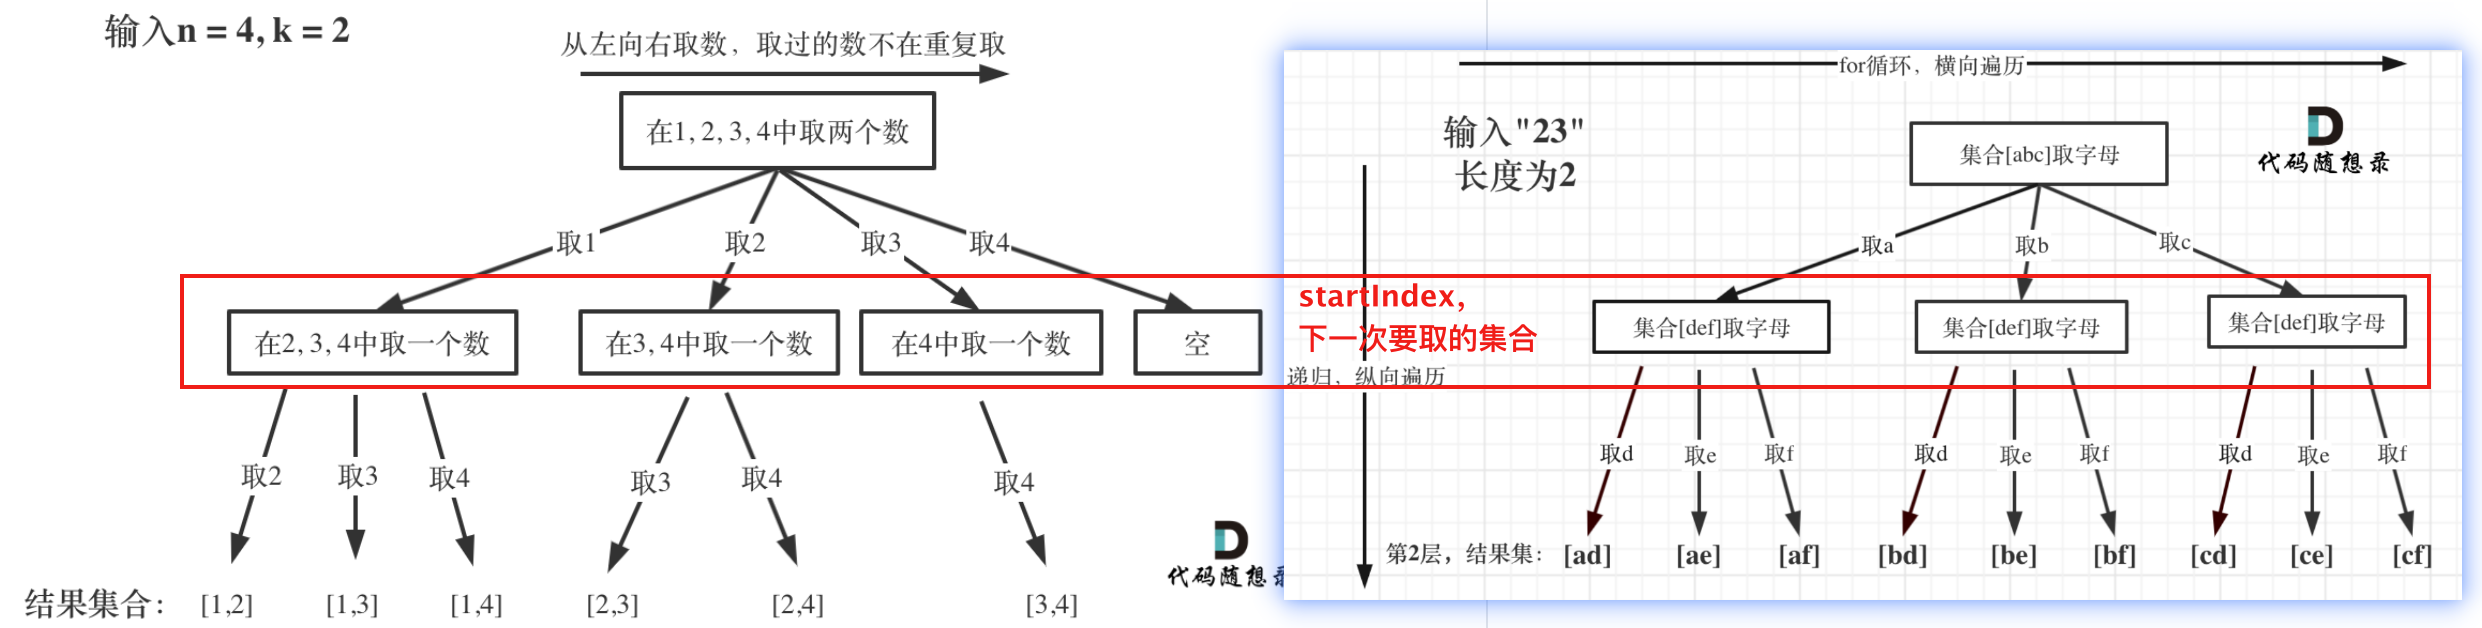 输入n = 4, k = 2
从左向右取数，取过的数不在重复取
在1, 2, 3, 4中取两个数
取1
取2
取3
取4
在2, 3, 4中取一个数
在3, 4中取一个数
在4中取一个数
空
取2
取3
取4
取3
取4
取4
代码随想录
结果集合： [1,2] [1,3] [1,4] [2,3] [2,4] [3,4]
for循环，横向遍历
输入"23"
长度为2
集合[abc]取字母
代码随想录
取a
取b
取c
startIndex,
下一次要取的集合
集合[def]取字母
集合[def]取字母
集合[def]取字母
递归，纵向遍历
取d
取e
取f
取d
取e
取f
取d
取e
取f
第2层，结果集： [ad] [ae] [af] [bd] [be] [bf] [cd] [ce] [cf]